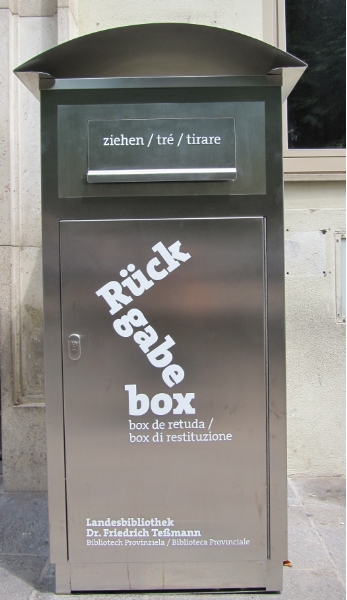 ziehen / tré / tirare
Rück
gabe
box
box de retuda /
box di restituzione
Landesbibliothek
Dr. Friedrich Teßmann
Bibliotech Provinziela / Biblioteca Provinciale